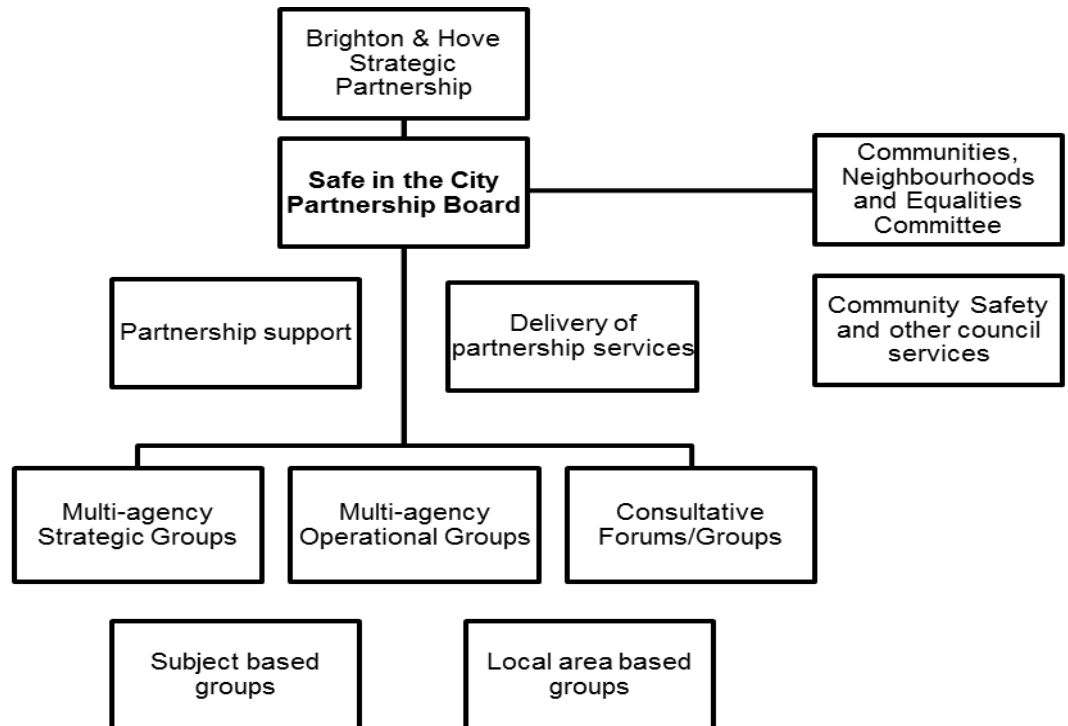 Brighton & Hove
Strategic
Partnership
Safe in the City
Partnership Board
Communities,
Neighbourhoods
and Equalities
Committee
Partnership support
Delivery of
partnership services
Community Safety
and other council
services
Multi-agency
Strategic Groups
Multi-agency
Operational Groups
Consultative
Forums/Groups
Subject based
groups
Local area based
groups